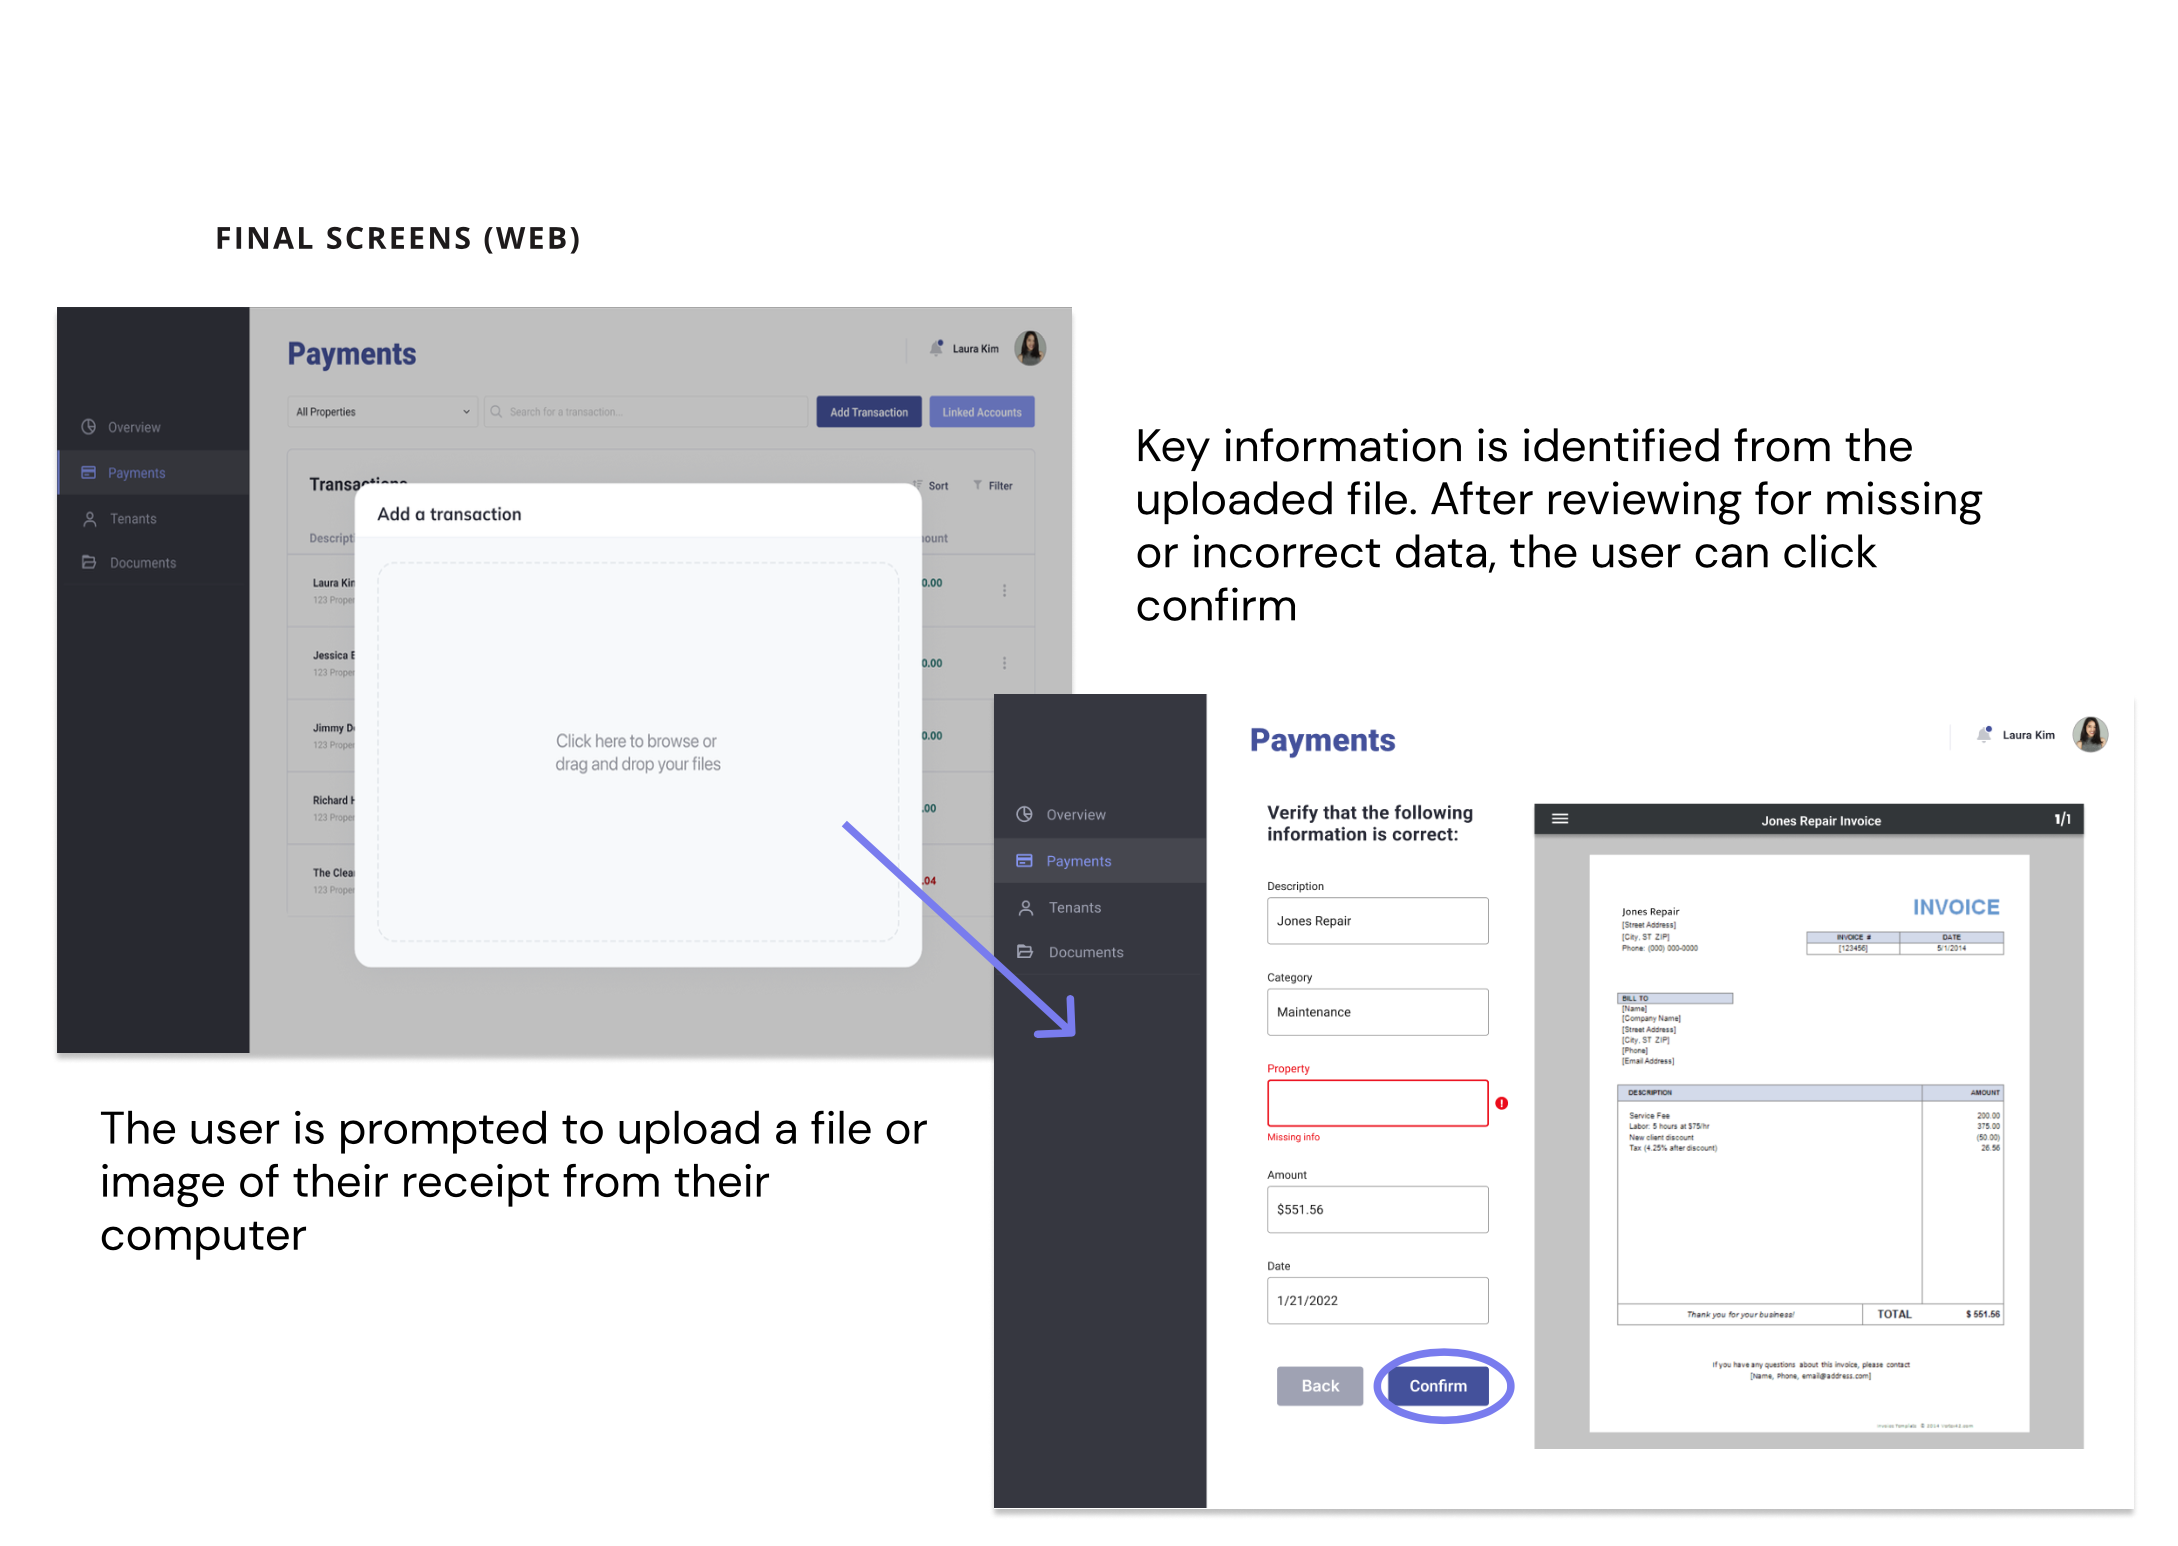 FINAL SCREENS (WEB)
Payments
Laura Kim
All Properties
Search for a transaction...
Add Transaction
Linked Accounts
Overview
Payments
Tenants
Documents
Sort
Filter
Add a transaction
Laura
123
Jessica
123
Jimmy
123
Richard
123
The
123
0.00
0.00
0.00
.00
.04
Click here to browse or
drag and drop your files
The user is prompted to upload a file or
image of their receipt from their
computer
Key information is identified from the
uploaded file. After reviewing for missing
or incorrect data, the user can click
confirm
Payments
Laura Kim
Overview
Payments
Tenants
Documents
Verify that the following
information is correct:
Description
Jones Repair
Category
Maintenance
Property
Missing info
Amount
$551.56
Date
1/21/2022
Back
Confirm
Jones Repair Invoice
1/1
Jones Repair
[Street Address]
[City, ST ZIP]
Phone: (000) 000-0000
INVOICE
INVOICE # DATE
[123456] 5/1/2014
BILL TO
[Name]
[Company Name]
[Street Address]
[City, ST ZIP]
[Phone]
[Email Address]
DESCRIPTION AMOUNT
Service Fee 200.00
Labor: 5 hours at $75/hr 375.00
New client discount (50.00)
Tax (4.25% after discount) 26.56
Thank you for your business! TOTAL $ 551.56
If you have any questions about this invoice, please contact
[Name, Phone, email@address.com]
Invoice Template © 2014